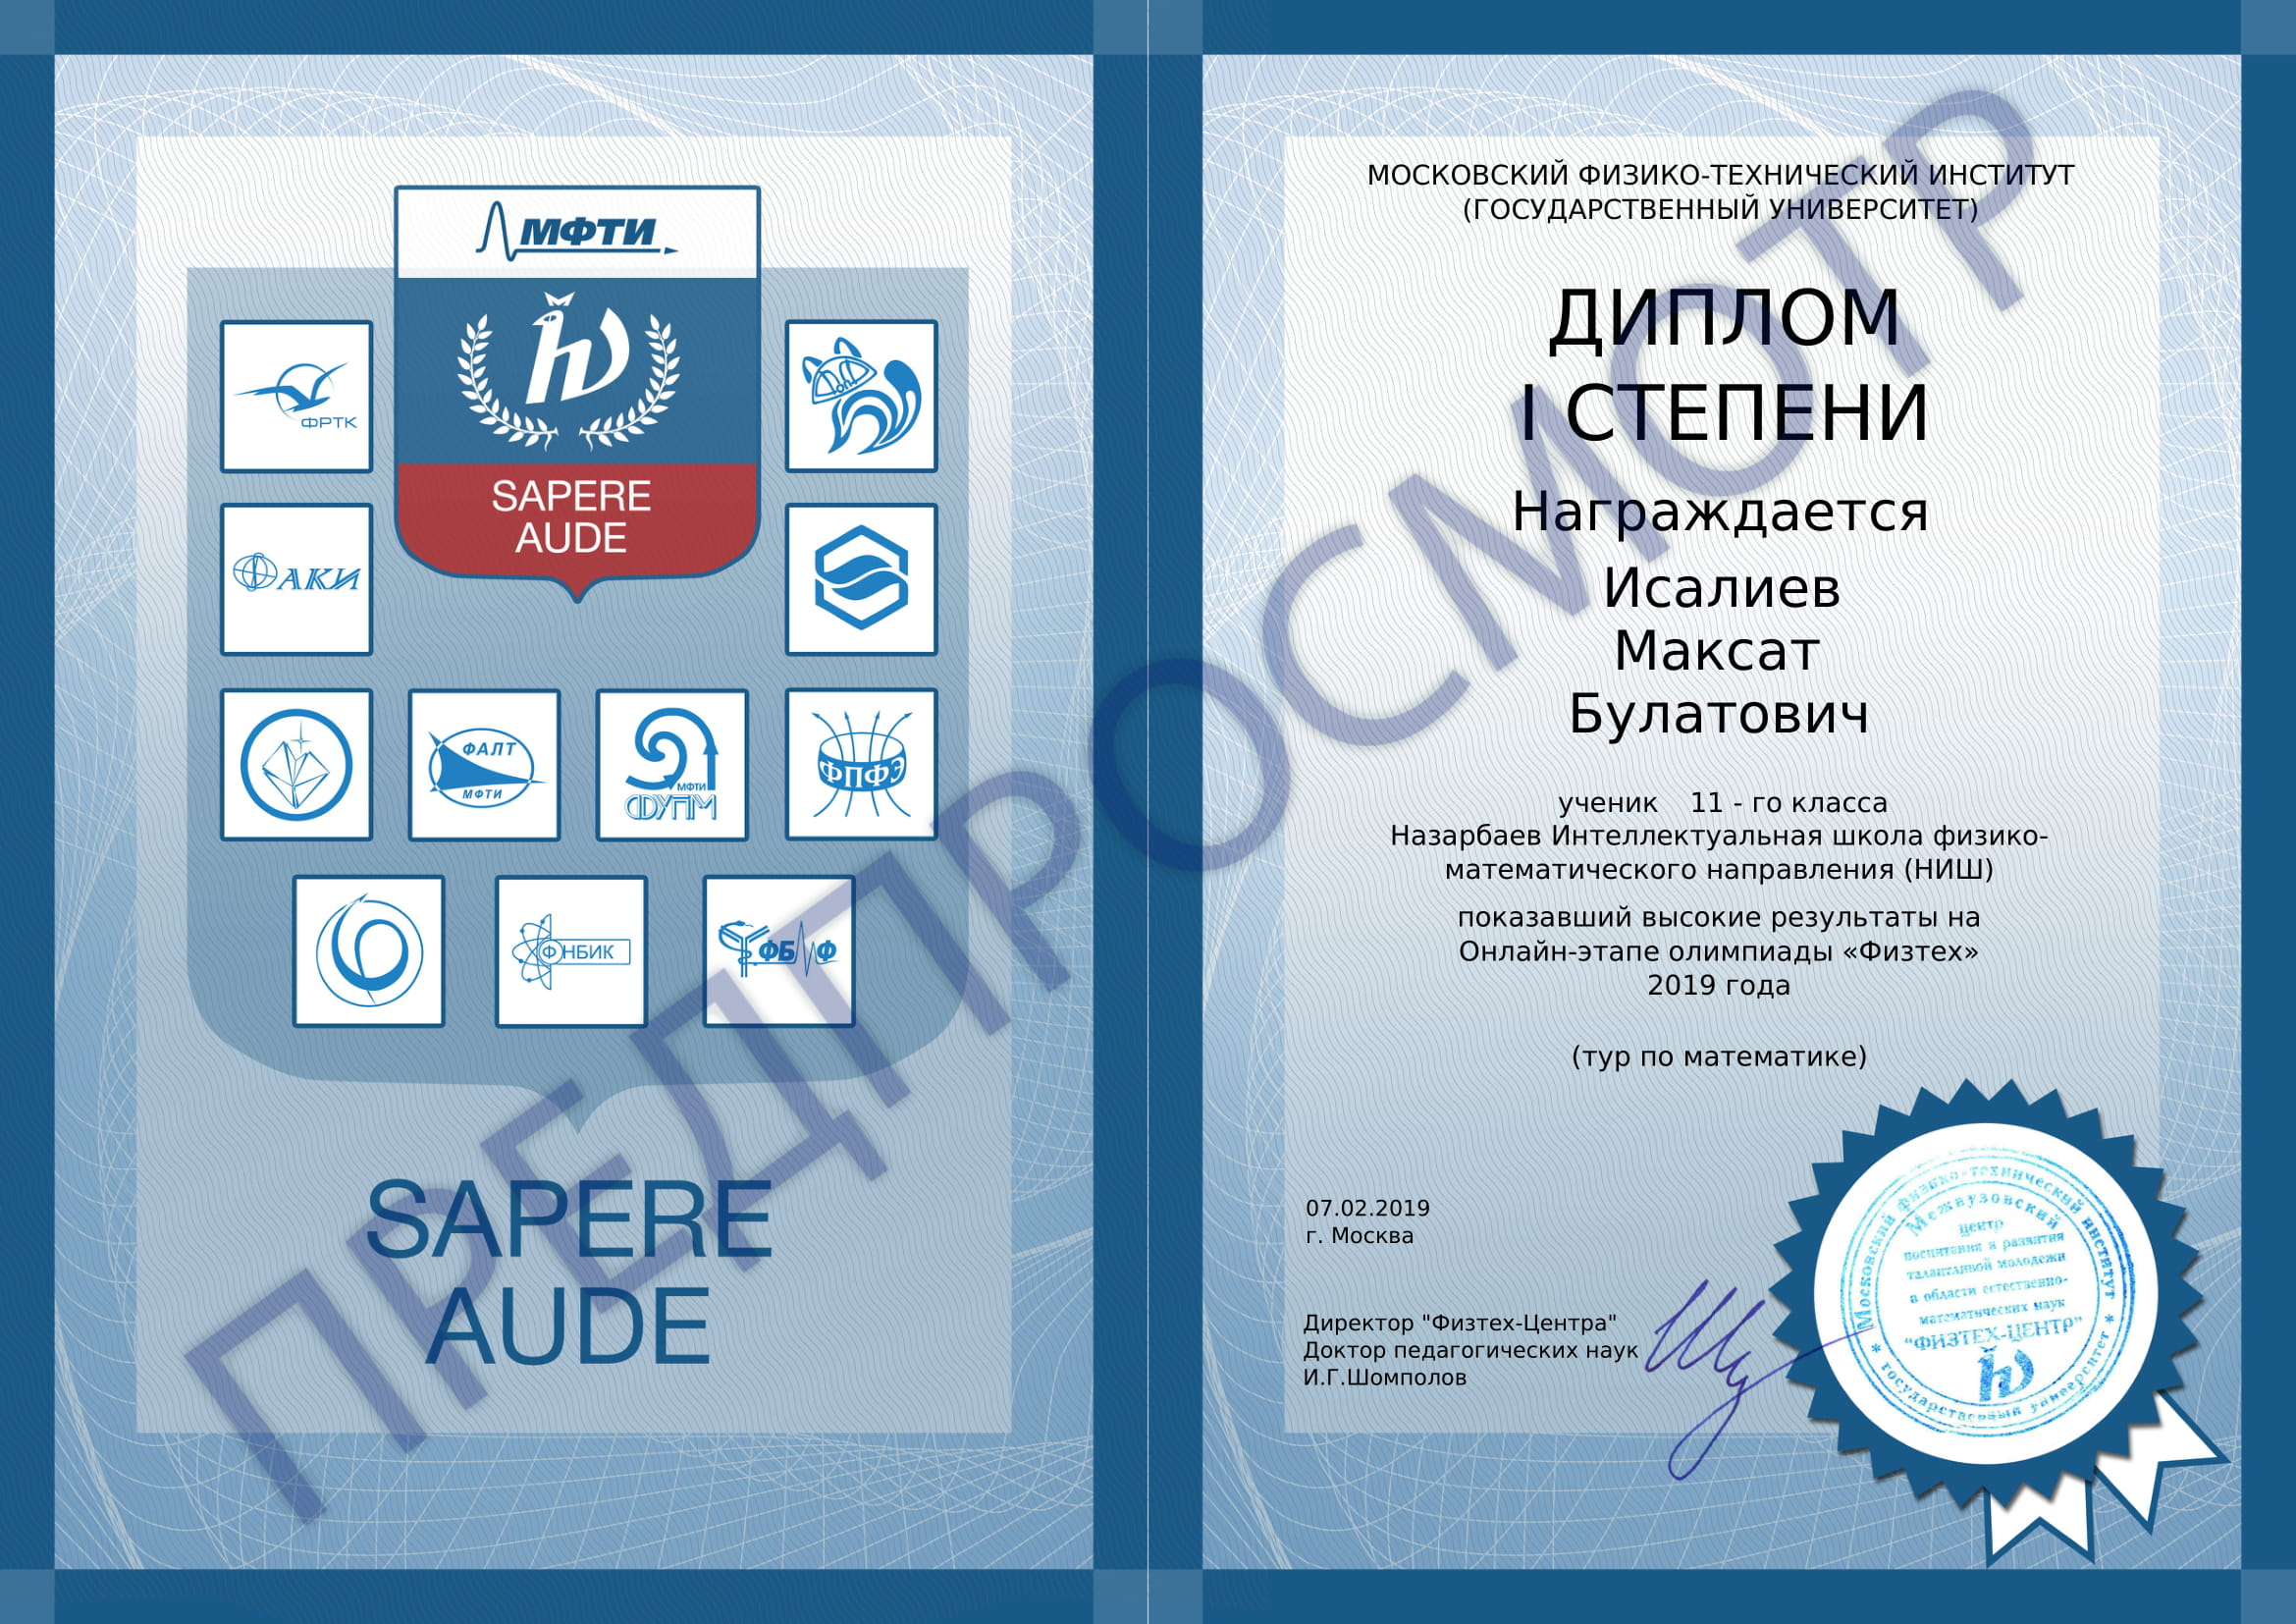 МФТИ
SAPERE
AUDE
ФРТК
ФАКИ
ФАЛТ
МФТИ
МФТИ
ФУПМ
ФПФЭ
ФНБИК
SAPERE
AUDE
ПРЕДПРОСМОТР
МОСКОВСКИЙ ФИЗИКО-ТЕХНИЧЕСКИЙ ИНСТИТУТ
(ГОСУДАРСТВЕННЫЙ УНИВЕРСИТЕТ)
ДИПЛОМ
I СТЕПЕНИ
Награждается
Исалиев
Максат
Булатович
ученик 11 - го класса
Назарбаев Интеллектуальная школа физико-
математического направления (НИШ)
показавший высокие результаты на
Онлайн-этапе олимпиады «Физтех»
2019 года
(тур по математике)
07.02.2019
г. Москва
Директор "Физтех-Центра"
Доктор педагогических наук
И.Г.Шомполов
Московский физико-технический институт
* государственный университет *
Межвузовский
центр
воспитания и развития
талантливой молодежи
в области естественно-
математических наук
"ФИЗТЕХ-ЦЕНТР"